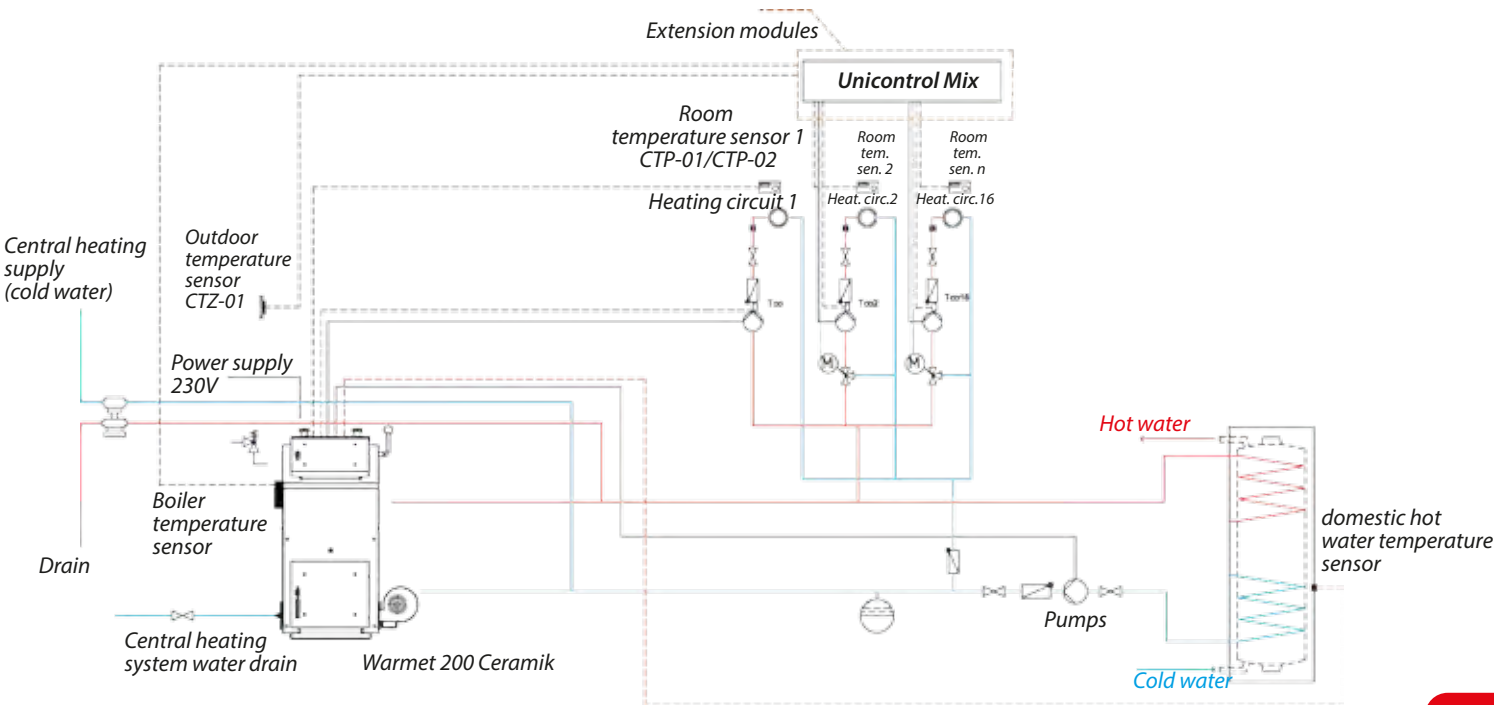 Extension modules
Unicontrol Mix
Room
temperature sensor 1
CTP-01/CTP-02
Room
tem.
sen. 2
Room
tem.
sen. n
Heating circuit 1
Heat. circ.2
Heat. circ.16
Central heating
supply
(cold water)
Outdoor
temperature
sensor
CTZ-01
Tco
Tco2
Tco16
M
M
Power supply
230V
Hot water
Boiler
temperature
sensor
domestic hot
water temperature
sensor
Drain
Pumps
Central heating
system water drain
Warmet 200 Ceramik
Cold water